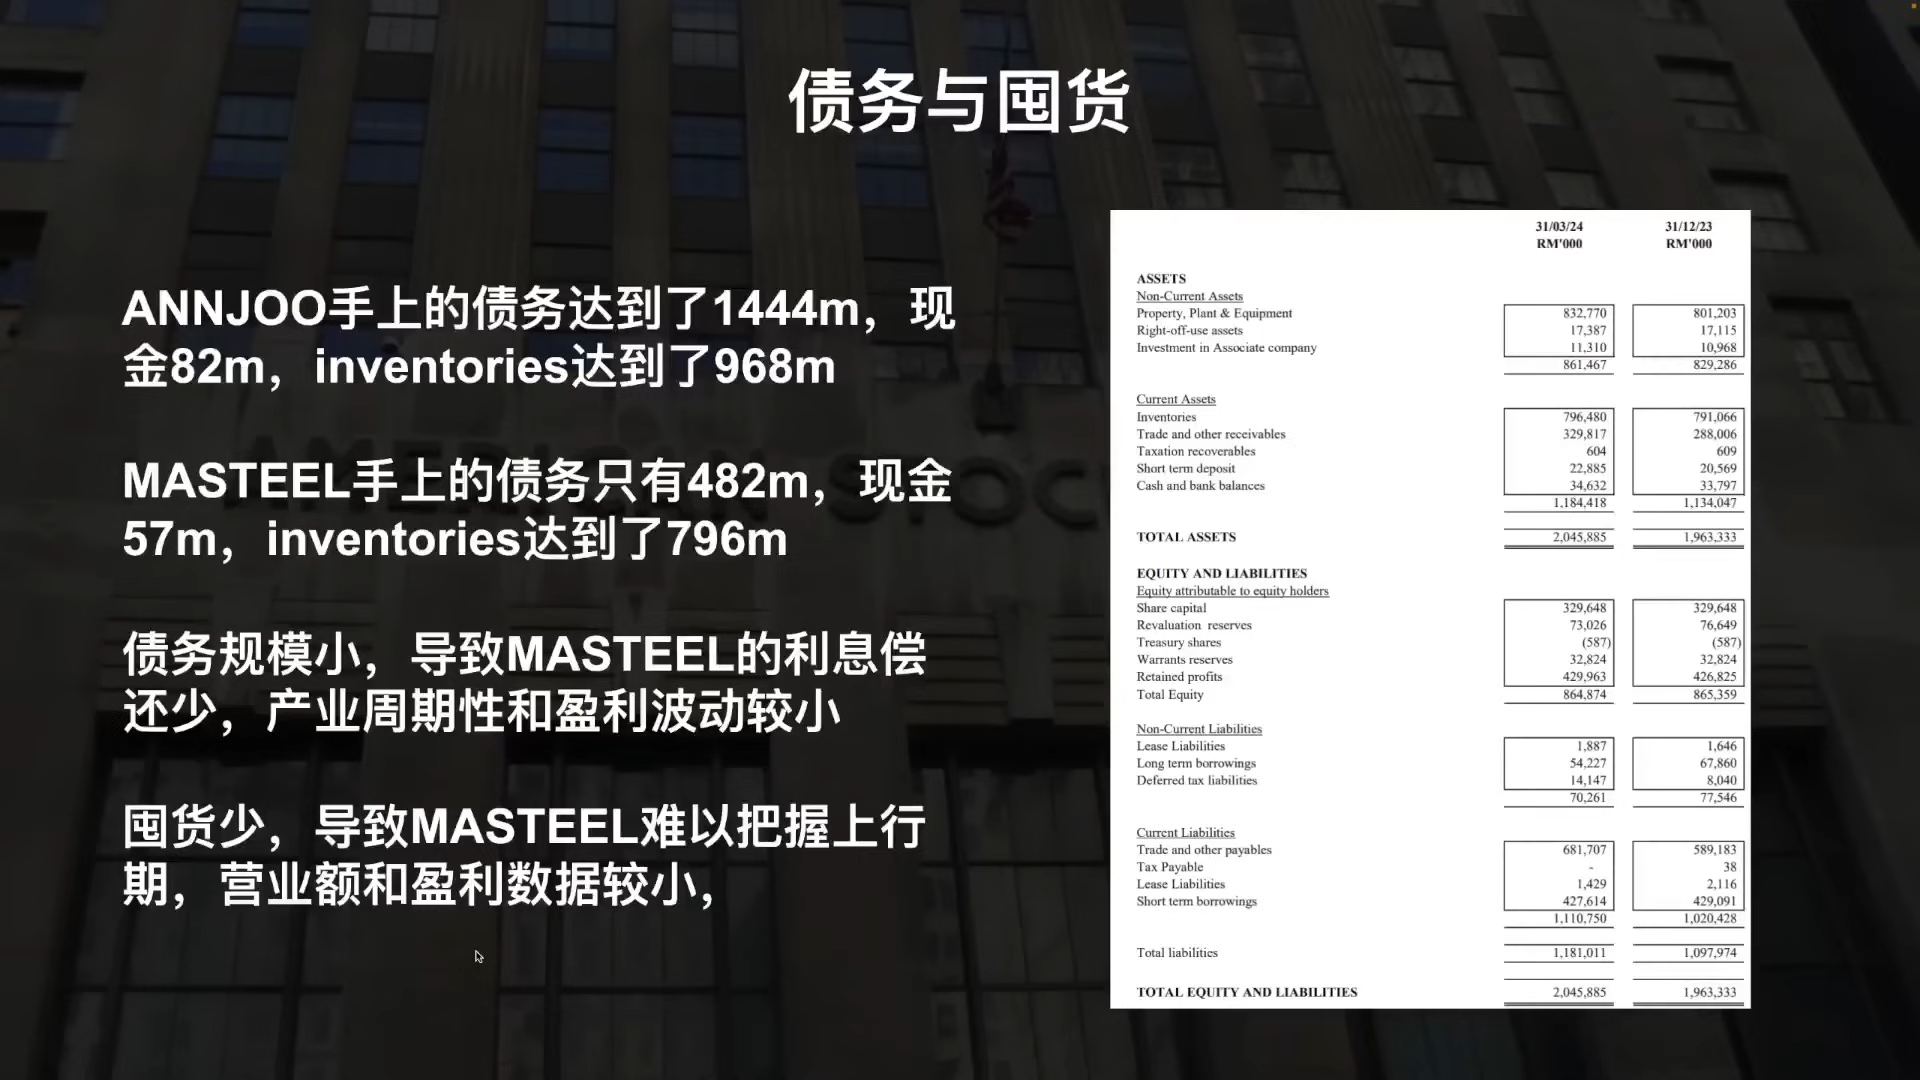 债务与囤货
ANNJOO手上的债务达到了1444m，现
金82m，inventories达到了968m
MASTEEL手上的债务只有482m，现金
57m，inventories达到了796m
债务规模小，导致MASTEEL的利息偿
还少，产业周期性和盈利波动较小
囤货少，导致MASTEEL难以把握上行
期，营业额和盈利数据较小，
31/03/24 31/12/23
RM'000 RM'000
ASSETS
Non-Current Assets
Property, Plant & Equipment 832,770 801,203
Right-off-use assets 17,387 17,115
Investment in Associate company 11,310 10,968
861,467 829,286
Current Assets
Inventories 796,480 791,066
Trade and other receivables 329,817 288,006
Taxation recoverables 604 609
Short term deposit 22,885 20,569
Cash and bank balances 34,632 33,797
1,184,418 1,134,047
TOTAL ASSETS 2,045,885 1,963,333
EQUITY AND LIABILITIES
Equity attributable to equity holders
Share capital 329,648 329,648
Revaluation reserves 73,026 76,649
Treasury shares (587) (587)
Warrants reserves 32,824 32,824
Retained profits 429,963 426,825
Total Equity 864,874 865,359
Non-Current Liabilities
Lease Liabilities 1,887 1,646
Long term borrowings 54,227 67,860
Deferred tax liabilities 14,147 8,040
70,261 77,546
Current Liabilities
Trade and other payables 681,707 589,183
Tax Payable - 38
Lease Liabilities 1,429 2,116
Short term borrowings 427,614 429,091
1,110,750 1,020,428
Total liabilities 1,181,011 1,097,974
TOTAL EQUITY AND LIABILITIES 2,045,885 1,963,333
AMERICAN STOC